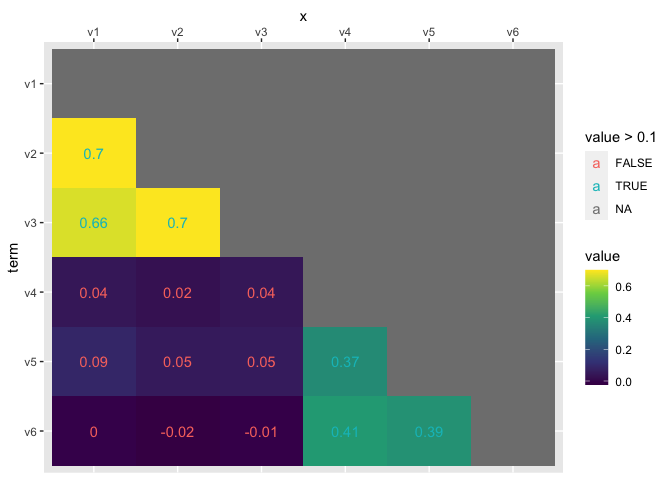 x
v1 v2 v3 v4 v5 v6
term
v1
v2 0.7
v3 0.66 0.7
v4 0.04 0.02 0.04
v5 0.09 0.05 0.05 0.37
v6 0 -0.02 -0.01 0.41 0.39
value > 0.1
a FALSE
a TRUE
a NA
value
0.6
0.4
0.2
0.0